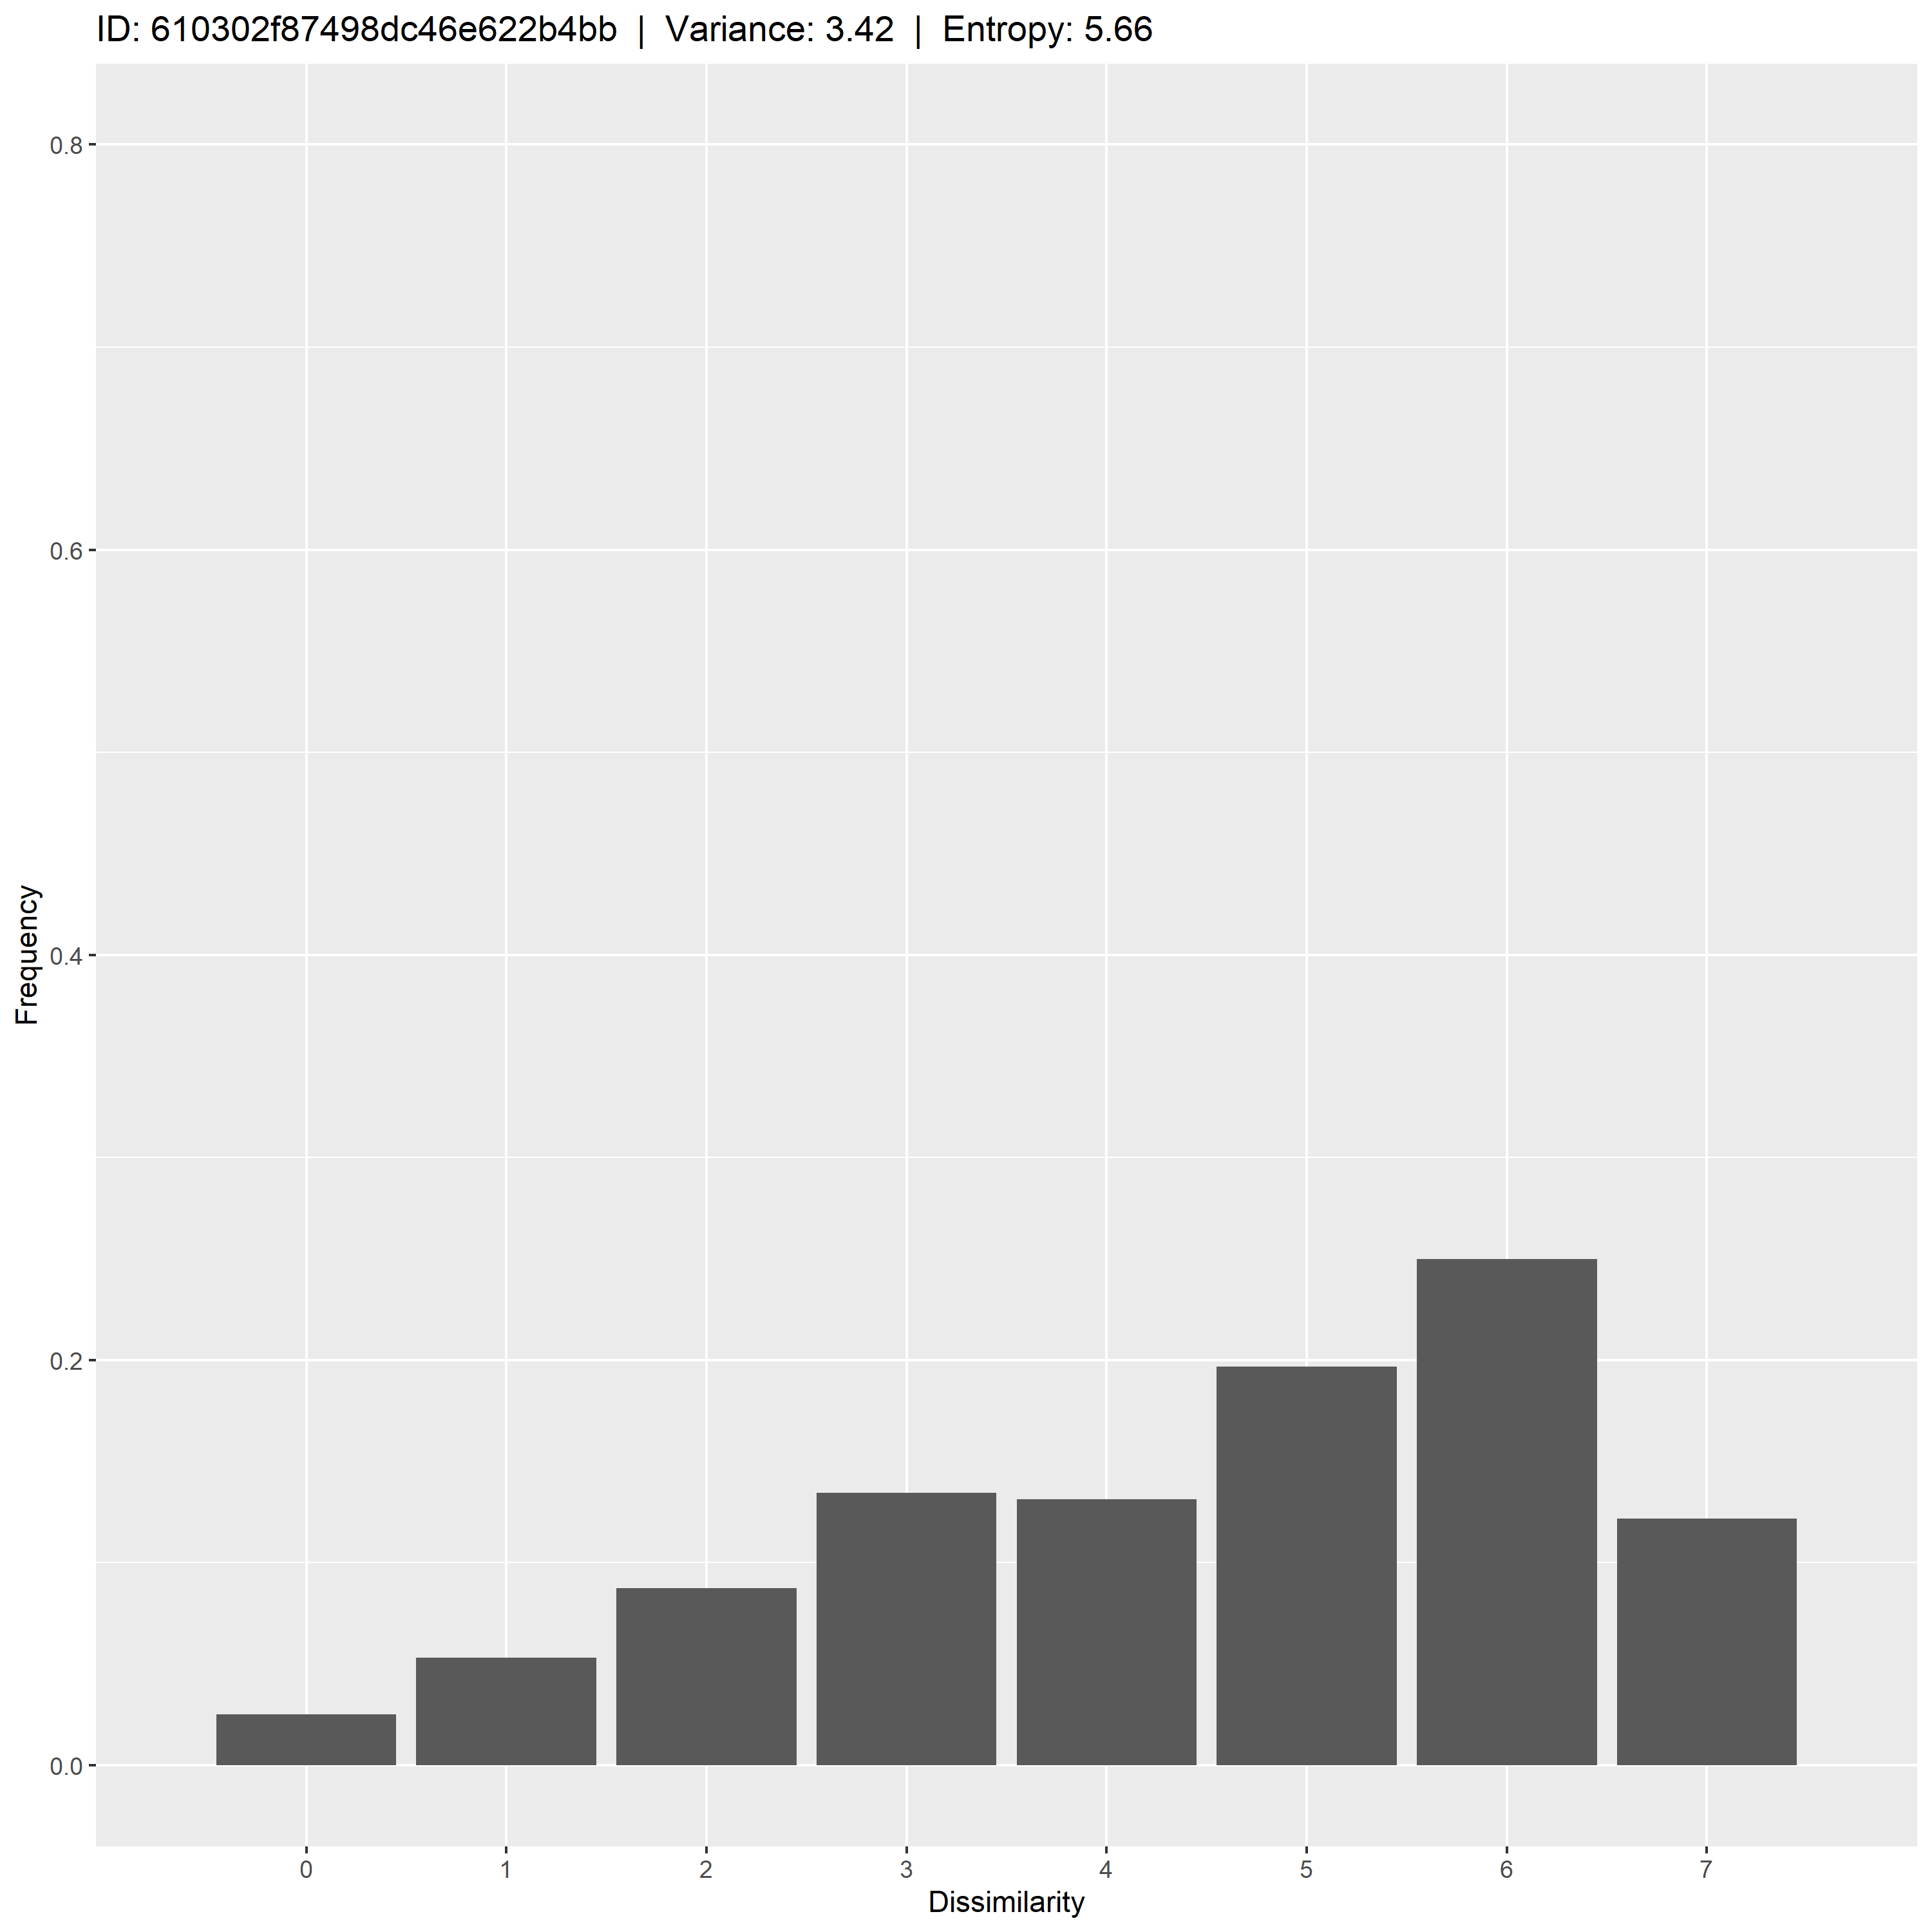 ID: 610302f87498dc46e622b4bb | Variance: 3.42 | Entropy: 5.66
0.8
0.6
0.4
0.2
0.0
Frequency
0 1 2 3 4 5 6 7
Dissimilarity